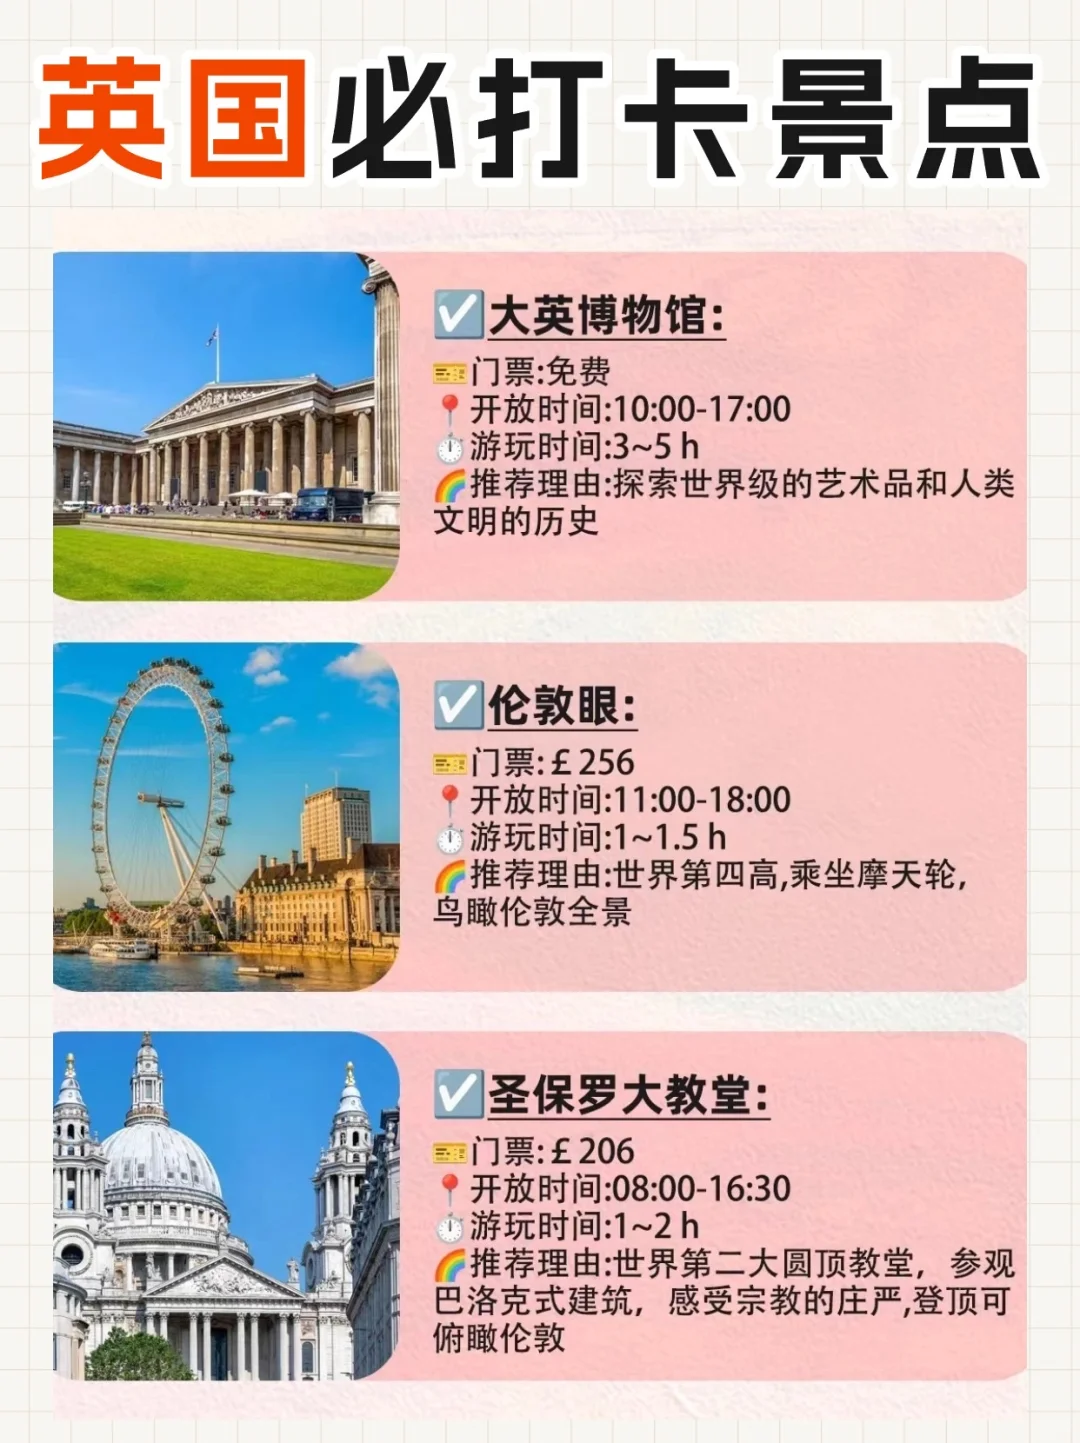 英国必打卡景点
☑️大英博物馆:
🎫门票:免费
📍开放时间:10:00-17:00
⏱️游玩时间:3~5 h
🌈推荐理由:探索世界级的艺术品和人类
文明的历史
☑️伦敦眼:
🎫门票:£ 256
📍开放时间:11:00-18:00
⏱️游玩时间:1~1.5 h
🌈推荐理由:世界第四高,乘坐摩天轮,
鸟瞰伦敦全景
☑️圣保罗大教堂:
🎫门票:£ 206
📍开放时间:08:00-16:30
⏱️游玩时间:1~2 h
🌈推荐理由:世界第二大圆顶教堂，参观
巴洛克式建筑，感受宗教的庄严,登顶可
俯瞰伦敦